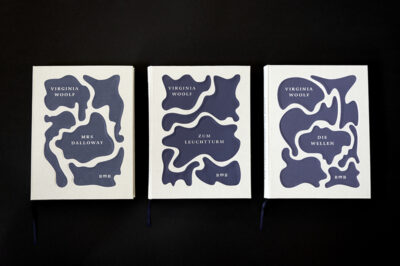 VIRGINIA
WOOLF
MRS
DALLOWAY
VIRGINIA
WOOLF
ZUM
LEUCHTTURM
VIRGINIA
WOOLF
DIE
WELLEN